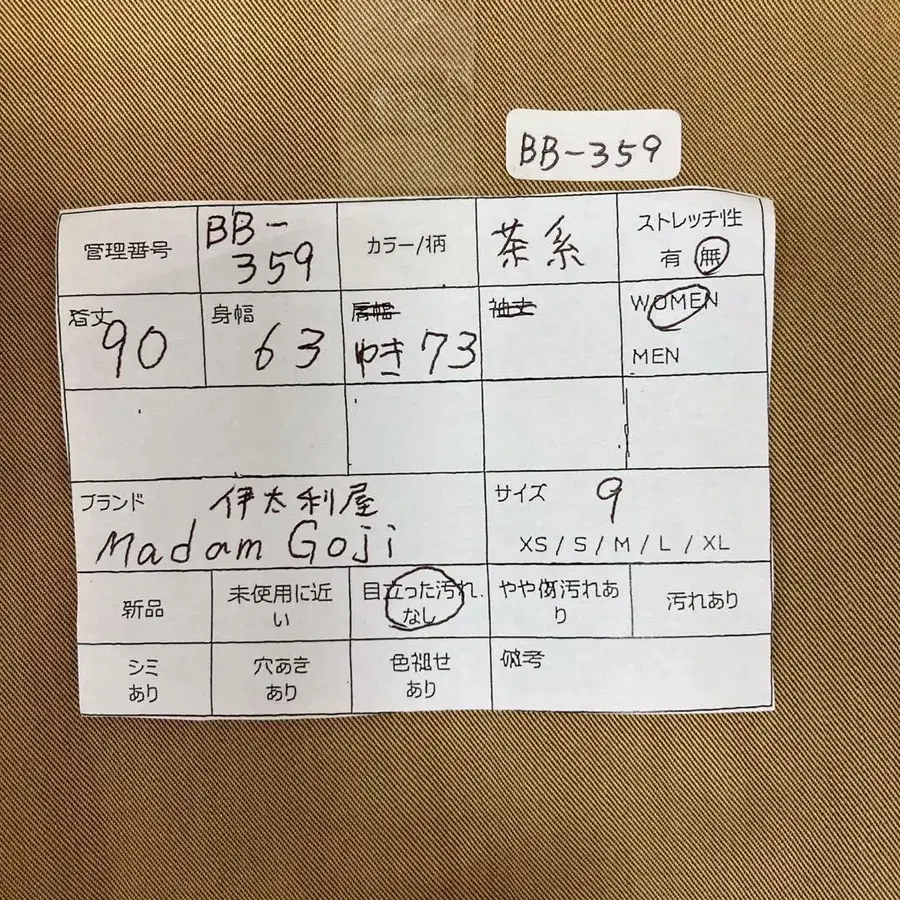 BB-359
管理番号
BB-
359
カラー/柄
茶系
ストレッチ性
有 無
着丈
90
身幅
63
肩幅
ゆき 73
袖丈
WOMEN
MEN
ブランド 伊太利屋
Madam Goji
サイズ 9
XS / S / M / L / XL
新品
未使用に近
い
目立った汚れ
なし
やや傷汚れあ
り
汚れあり
シミ
あり
穴あき
あり
色褪せ
あり
備考